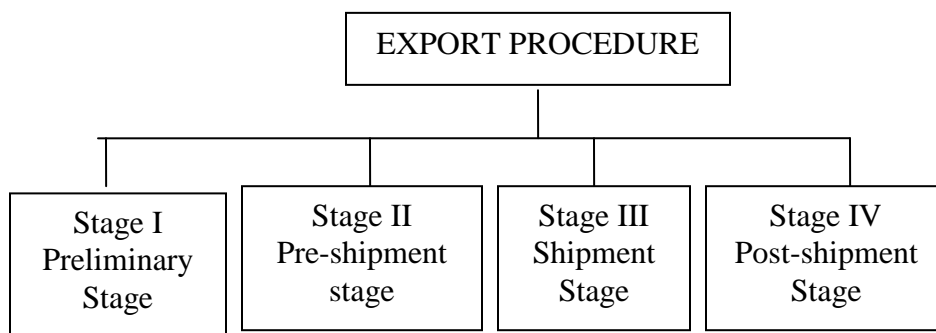 EXPORT PROCEDURE
Stage I
Preliminary
Stage
Stage II
Pre-shipment
stage
Stage III
Shipment
Stage
Stage IV
Post-shipment
Stage